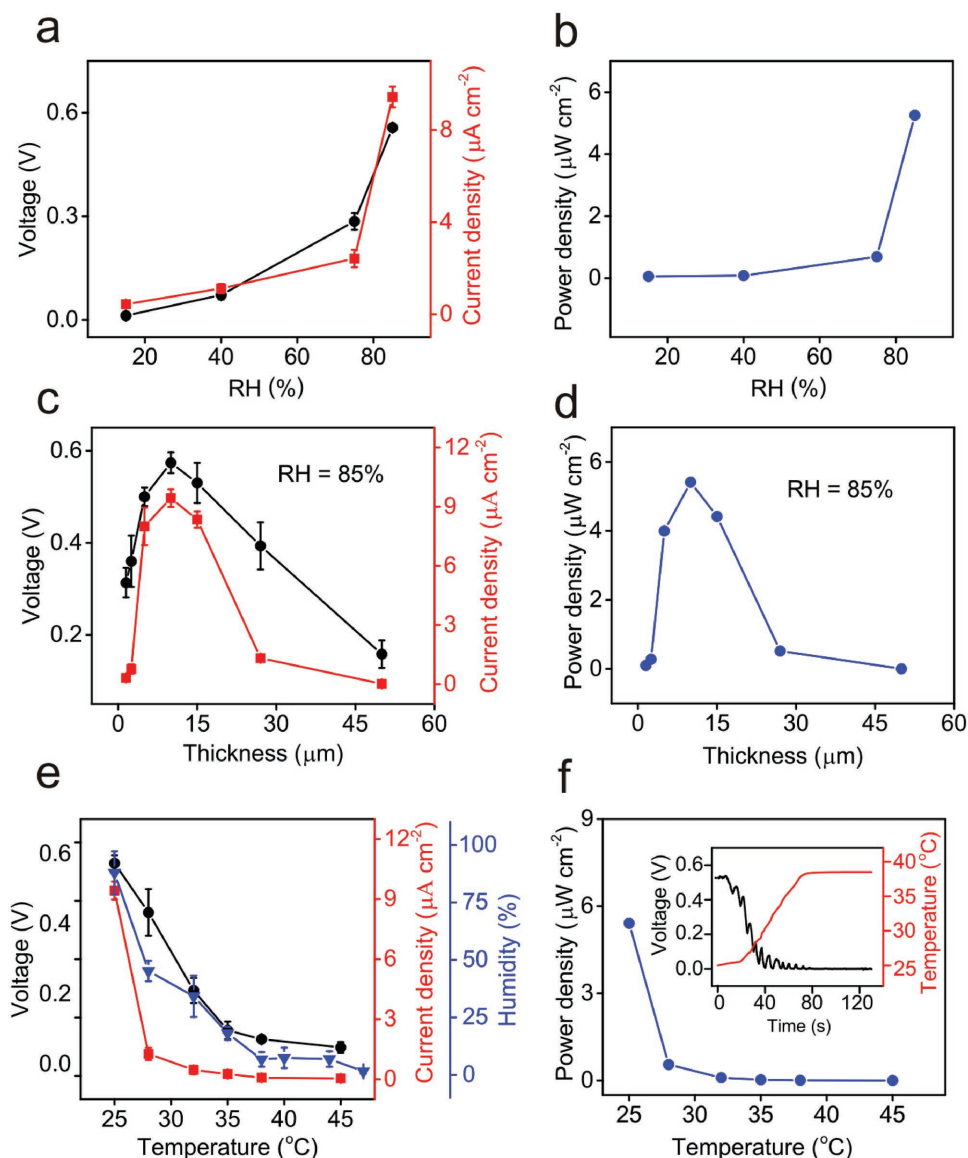 a
Voltage (V)
0.6
0.3
0.0
Current density (μA cm⁻²)
8
4
0
20 40 60 80
RH (%)
b
Power density (μW cm⁻²)
6
4
2
0
20 40 60 80
RH (%)
c
Voltage (V)
0.6
0.4
0.2
RH = 85%
Current density (μA cm⁻²)
12
9
6
3
0
0 15 30 45 60
Thickness (μm)
d
Power density (μW cm⁻²)
6
4
2
0
RH = 85%
0 15 30 45 60
Thickness (μm)
e
Voltage (V)
0.6
0.4
0.2
0.0
Current density (μA cm⁻²)
12
9
6
3
0
Humidity (%)
100
75
50
25
0
25 30 35 40 45
Temperature (°C)
f
Power density (μW cm⁻²)
9
6
3
0
Voltage (V)
0.6
0.4
0.2
0.0
Temperature (°C)
40
35
30
25
0 40 80 120
Time (s)
25 30 35 40 45
Temperature (°C)